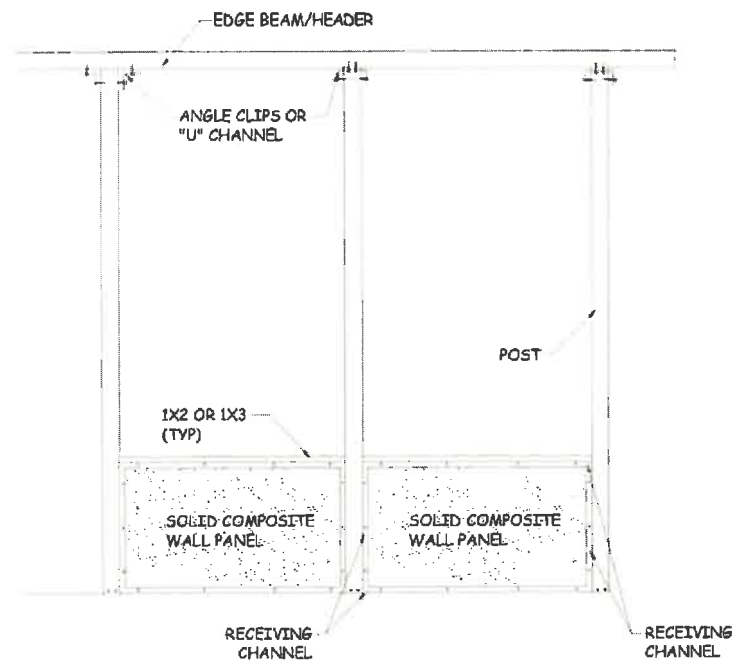 EDGE BEAM/HEADER
ANGLE CLIPS OR
"U" CHANNEL
POST
1X2 OR 1X3
(TYP)
SOLID COMPOSITE
WALL PANEL
SOLID COMPOSITE
WALL PANEL
RECEIVING
CHANNEL
RECEIVING
CHANNEL